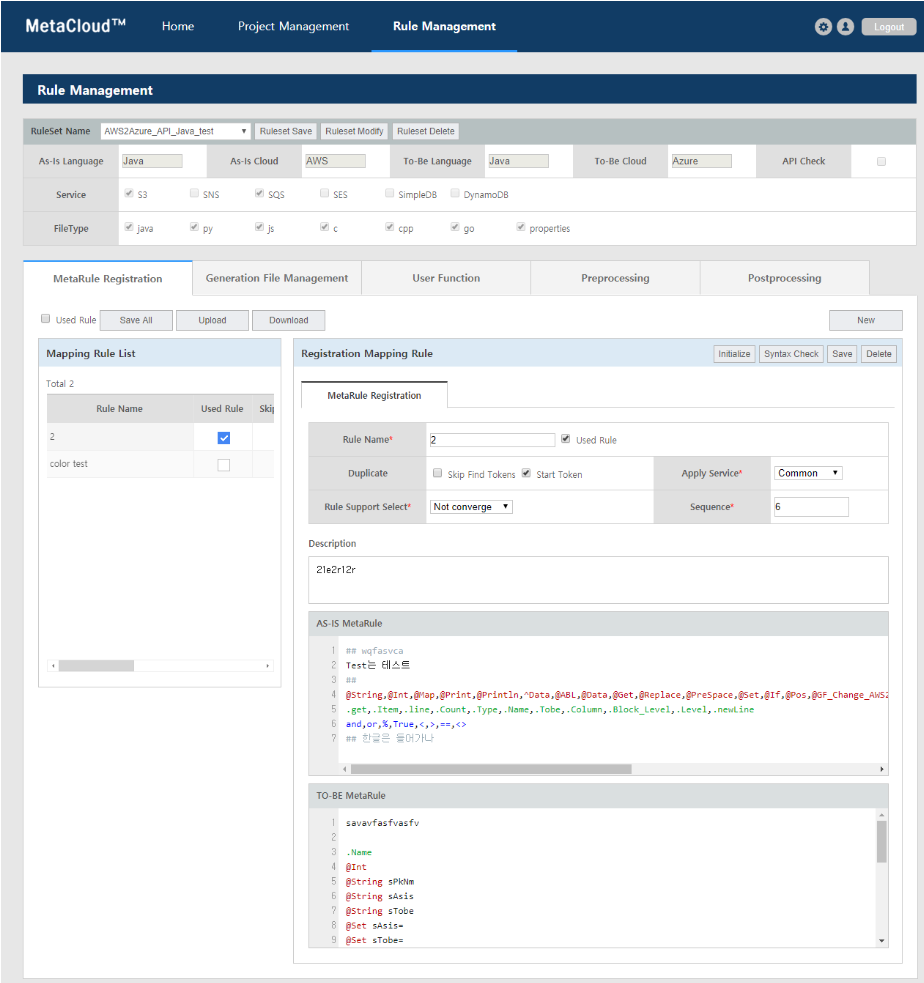 MetaCloud™ Home Project Management Rule Management Logout
Rule Management
RuleSet Name AWS2Azure_API_Java_test Ruleset Save Ruleset Modify Ruleset Delete
As-Is Language Java As-Is Cloud AWS To-Be Language Java To-Be Cloud Azure API Check
Service S3 SNS SQS SES SimpleDB DynamoDB
FileType java py js c cpp go properties
MetaRule Registration Generation File Management User Function Preprocessing Postprocessing
Used Rule Save All Upload Download New
Mapping Rule List
Total 2
Rule Name Used Rule Skip
2
color test
Registration Mapping Rule Initialize Syntax Check Save Delete
MetaRule Registration
Rule Name* 2 Used Rule
Duplicate Skip Find Tokens Start Token Apply Service* Common
Rule Support Select* Not converge Sequence* 6
Description
21e2r12r
AS-IS MetaRule
1 ## wqfasvca
2 Test는 테스트
3 ##
4 @String,@Int,@Map,@Print,@Println,^Data,@ABL,@Data,@Get,@Replace,@PreSpace,@Set,@If,@Pos,@GF_Change_AWS2
5 .get,.Item,.line,.Count,.Type,.Name,.Tobe,.Column,.Block_Level,.Level,.newLine
6 and,or,%,True,<,>,==,<>
7 ## 한글은 들어가나
TO-BE MetaRule
1 savavfasfvasfv
2
3 .Name
4 @Int
5 @String sPkNm
6 @String sAsis
7 @String sTobe
8 @Set sAsis=
9 @Set sTobe=